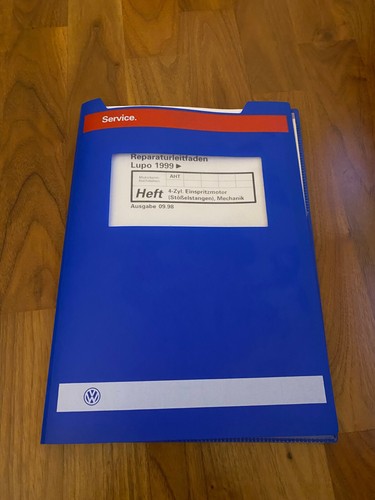 Service.
Reparaturleitfaden
Lupo 1999 ▶
AHT
Heft
4-Zyl. Einspritzmotor
(Stößelstangen), Mechanik
Ausgabe 09.98